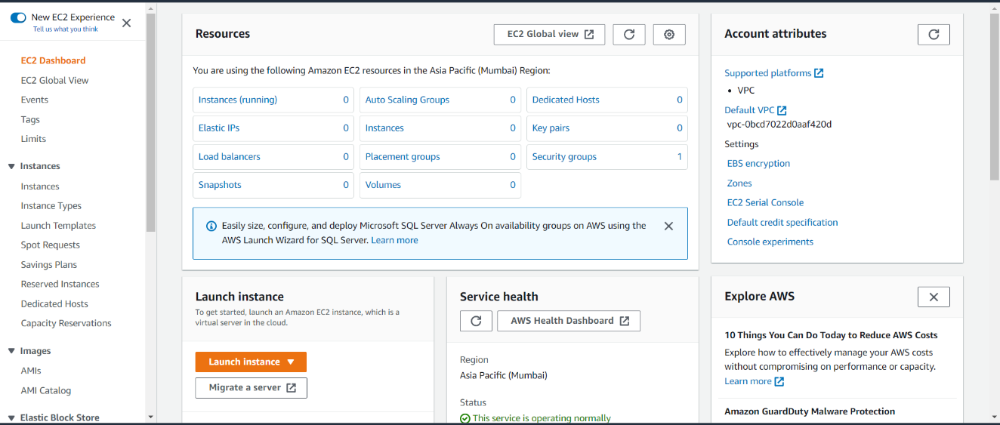 New EC2 Experience
Tell us what you think
EC2 Dashboard
EC2 Global View
Events
Tags
Limits
Instances
Instances
Instance Types
Launch Templates
Spot Requests
Savings Plans
Reserved Instances
Dedicated Hosts
Capacity Reservations
Images
AMIs
AMI Catalog
Elastic Block Store
Resources
EC2 Global view
You are using the following Amazon EC2 resources in the Asia Pacific (Mumbai) Region:
Instances (running) 0 Auto Scaling Groups 0 Dedicated Hosts 0
Elastic IPs 0 Instances 0 Key pairs 0
Load balancers 0 Placement groups 0 Security groups 1
Snapshots 0 Volumes 0
Easily size, configure, and deploy Microsoft SQL Server Always On availability groups on AWS using the
AWS Launch Wizard for SQL Server. Learn more
Launch instance
To get started, launch an Amazon EC2 instance, which is a
virtual server in the cloud.
Launch instance
Migrate a server
Service health
AWS Health Dashboard
Region
Asia Pacific (Mumbai)
Status
This service is operating normally
Account attributes
Supported platforms
• VPC
Default VPC
vpc-0bcd7022d0aaf420d
Settings
EBS encryption
Zones
EC2 Serial Console
Default credit specification
Console experiments
Explore AWS
10 Things You Can Do Today to Reduce AWS Costs
Explore how to effectively manage your AWS costs
without compromising on performance or capacity.
Learn more
Amazon GuardDuty Malware Protection